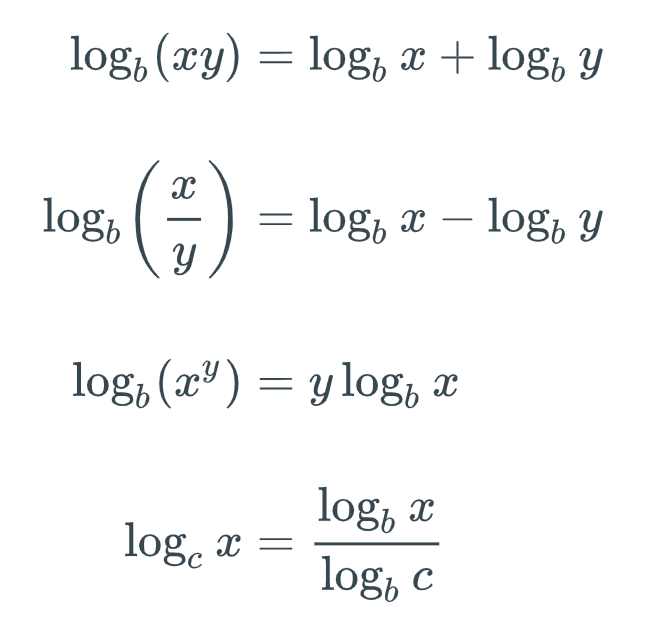 log_b(xy) = log_b x + log_b y
log_b(x/y) = log_b x − log_b y
log_b(x^y) = y log_b x
log_c x = (log_b x)/(log_b c)